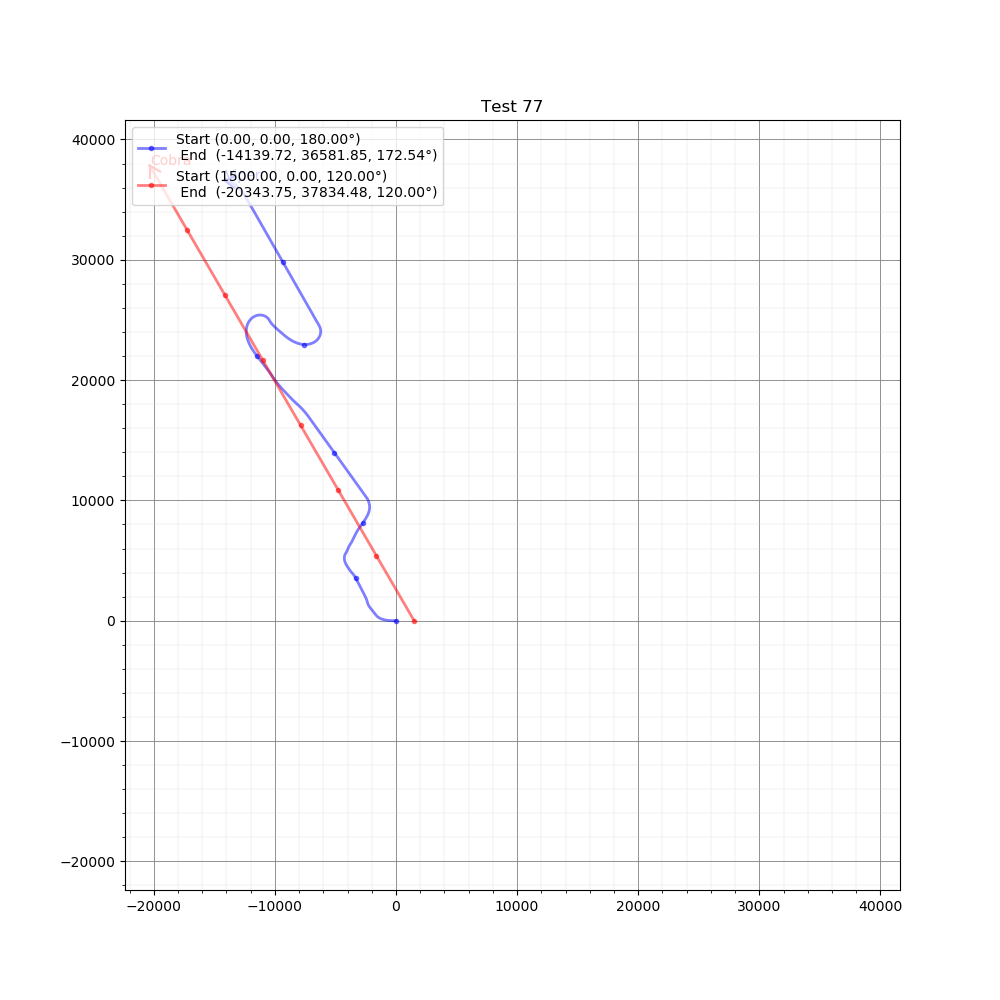 Test 77
Start (0.00, 0.00, 180.00°)
End (-14139.72, 36581.85, 172.54°)
Start (1500.00, 0.00, 120.00°)
End (-20343.75, 37834.48, 120.00°)
Cobra
40000
30000
20000
10000
0
−10000
−20000
−20000 −10000 0 10000 20000 30000 40000